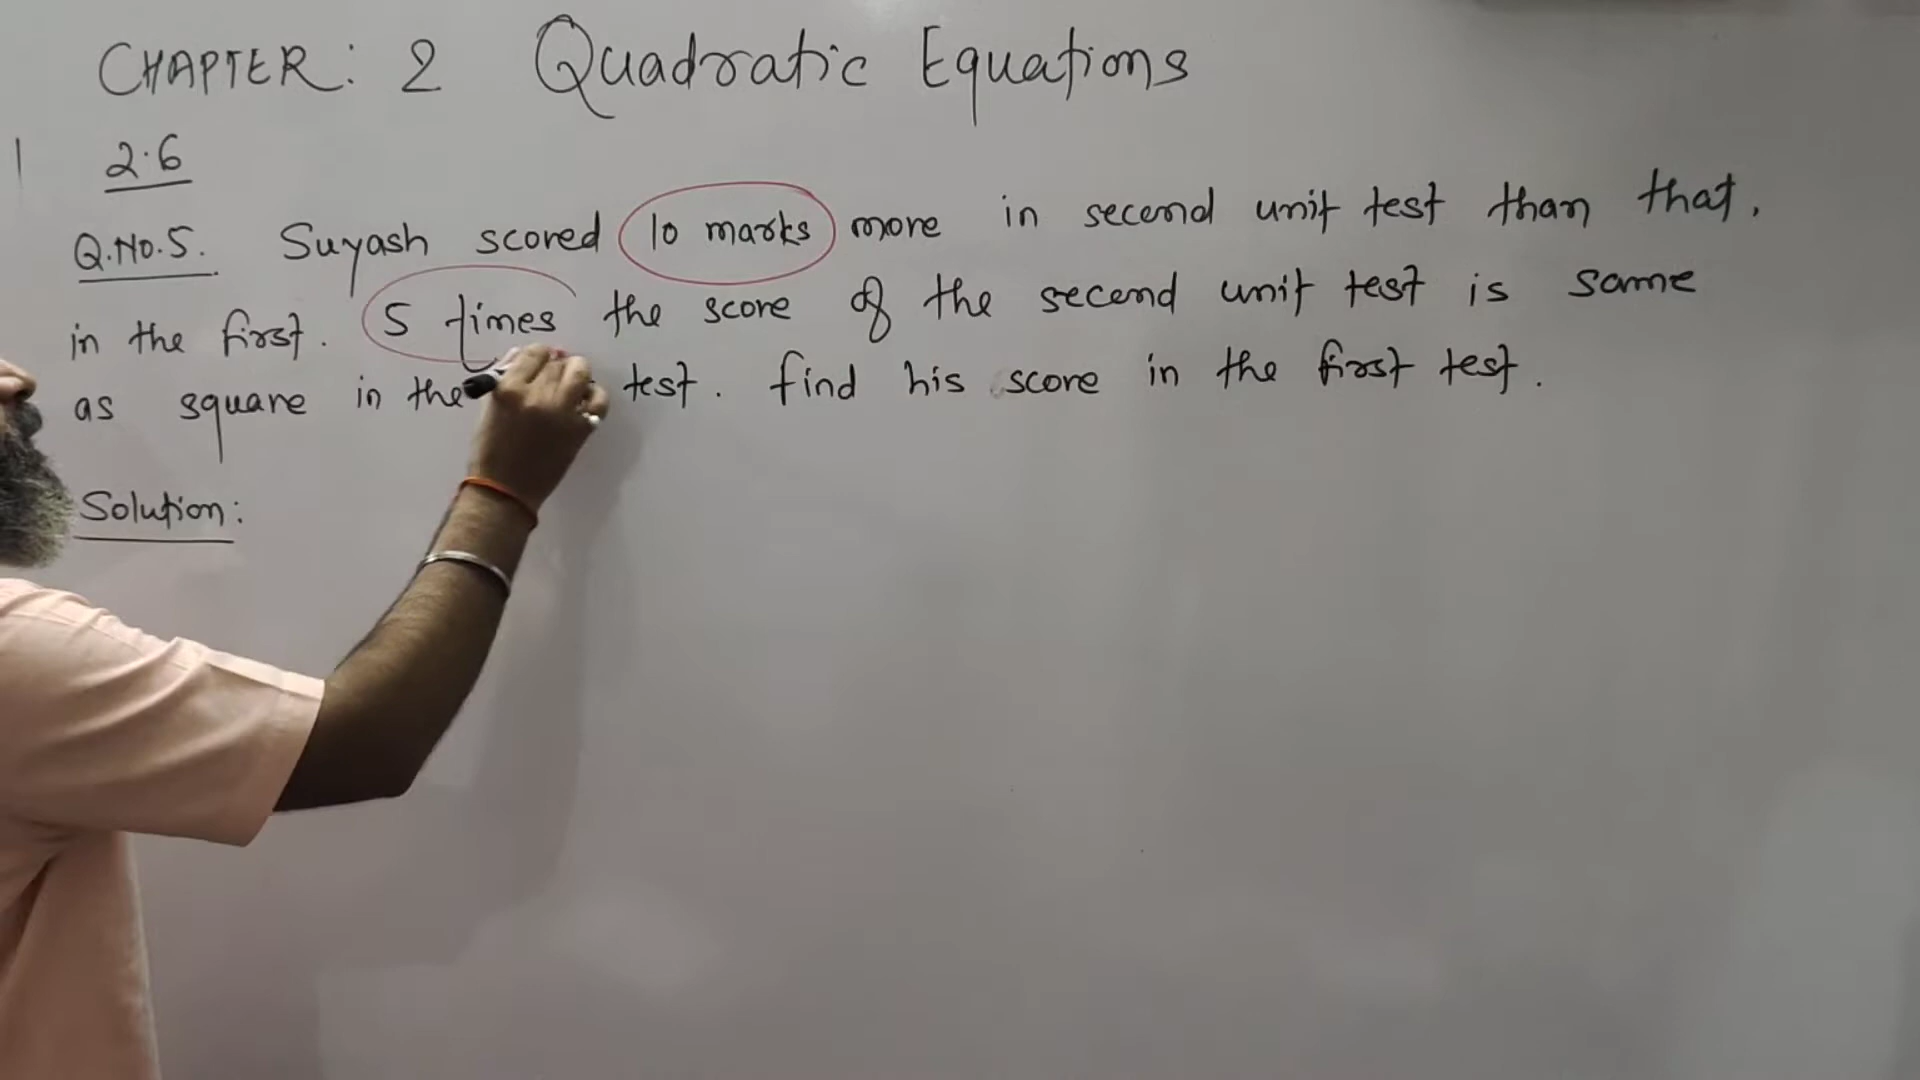 CHAPTER: 2 Quadratic Equations
2.6
Q.No.5. Suyash scored 10 marks more in second unit test than that.
in the first. 5 times the score of the second unit test is same
as square in the test. find his score in the first test.
Solution: